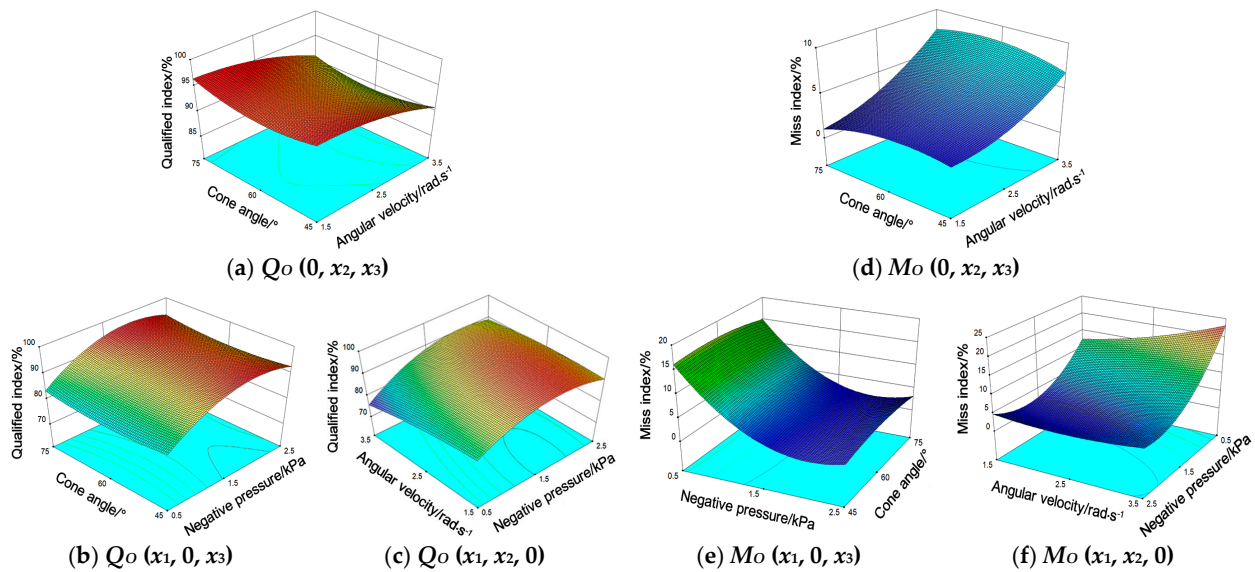 100
95
90
85
75
Qualified index/%
Cone angle/°
60
45
1.5
2.5
3.5
Angular velocity/rad·s⁻¹
(a) Qo (0, x₂, x₃)
10
5
0
75
Miss index/%
Cone angle/°
60
45
1.5
2.5
3.5
Angular velocity/rad·s⁻¹
(d) Mo (0, x₂, x₃)
100
90
80
70
75
Qualified index/%
Cone angle/°
60
45
0.5
1.5
2.5
Negative pressure/kPa
(b) Qo (x₁, 0, x₃)
100
90
80
70
3.5
Qualified index/%
Angular velocity/rad·s⁻¹
2.5
1.5
0.5
1.5
2.5
Negative pressure/kPa
(c) Qo (x₁, x₂, 0)
20
15
10
5
0
0.5
Miss index/%
Negative pressure/kPa
1.5
2.5
45
60
75
Cone angle/°
(e) Mo (x₁, 0, x₃)
25
20
15
10
5
0
1.5
Miss index/%
Angular velocity/rad·s⁻¹
2.5
3.5
2.5
1.5
0.5
Negative pressure/kPa
(f) Mo (x₁, x₂, 0)